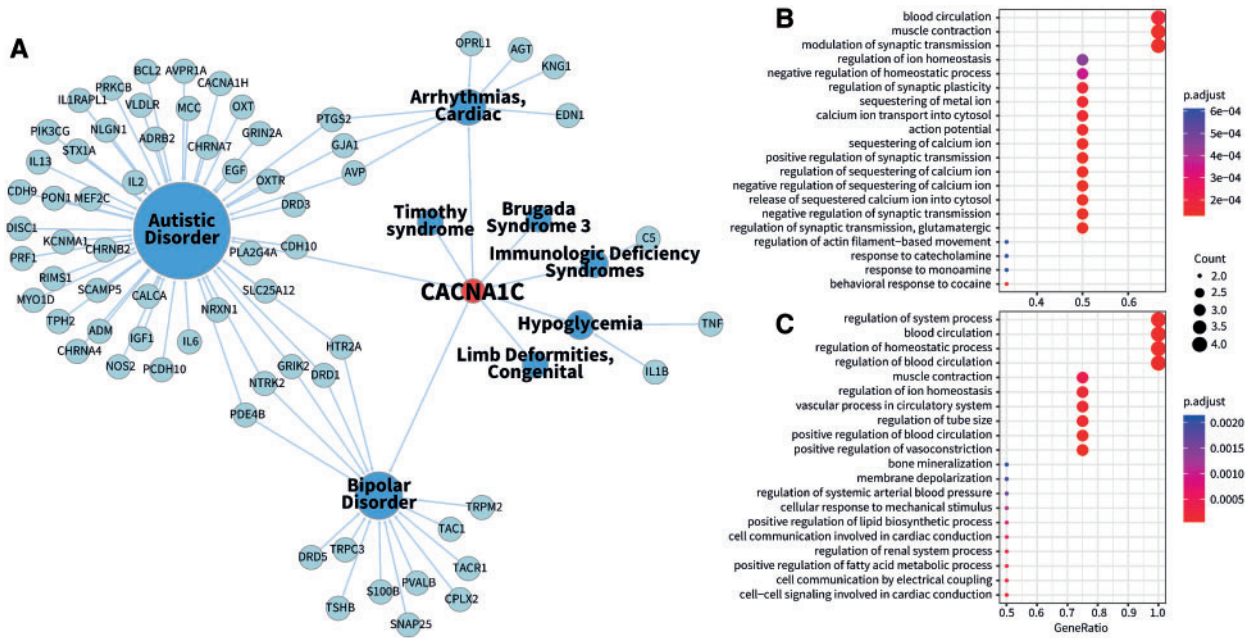 A
OPRL1
AGT
KNG1
EDN1
Arrhythmias,
Cardiac
BCL2
AVPR1A
PRKCB
CACNA1H
IL1RAPL1
VLDLR
MCC
OXT
PIK3CG
NLGN1
ADRB2
GRIN2A
PTGS2
STX1A
CHRNA7
GJA1
IL13
EGF
OXTR
AVP
CDH9
PON1
MEF2C
IL2
DRD3
Autistic
Disorder
DISC1
KCNMA1
CHRNB2
PRF1
PLA2G4A
CDH10
RIMS1
SCAMP5
CALCA
SLC25A12
MYO1D
NRXN1
TPH2
ADM
IGF1
IL6
HTR2A
CHRNA4
NOS2
PCDH10
GRIK2
DRD1
NTRK2
PDE4B
Timothy
syndrome
Brugada
Syndrome 3
C5
Immunologic Deficiency
Syndromes
CACNA1C
Hypoglycemia
TNF
Limb Deformities,
Congenital
IL1B
Bipolar
Disorder
TRPM2
TAC1
DRD5
TRPC3
TACR1
S100B
PVALB
CPLX2
TSHB
SNAP25
B
blood circulation
muscle contraction
modulation of synaptic transmission
regulation of ion homeostasis
negative regulation of homeostatic process
regulation of synaptic plasticity
sequestering of metal ion
calcium ion transport into cytosol
action potential
sequestering of calcium ion
positive regulation of synaptic transmission
regulation of sequestering of calcium ion
negative regulation of sequestering of calcium ion
release of sequestered calcium ion into cytosol
negative regulation of synaptic transmission
regulation of synaptic transmission, glutamatergic
regulation of actin filament-based movement
response to catecholamine
response to monoamine
behavioral response to cocaine
0.4 0.5 0.6
p.adjust
6e-04
4e-04
2e-04
Count
2.0
2.5
3.0
3.5
4.0
C
regulation of system process
blood circulation
regulation of homeostatic process
regulation of blood circulation
muscle contraction
regulation of ion homeostasis
vascular process in circulatory system
regulation of tube size
positive regulation of blood circulation
positive regulation of vasoconstriction
bone mineralization
membrane depolarization
regulation of systemic arterial blood pressure
cellular response to mechanical stimulus
positive regulation of lipid biosynthetic process
cell communication involved in cardiac conduction
regulation of renal system process
positive regulation of fatty acid metabolic process
cell communication by electrical coupling
cell-cell signaling involved in cardiac conduction
0.5 0.6 0.7 0.8 0.9 1.0
GeneRatio
p.adjust
0.0020
0.0015
0.0010
0.0005